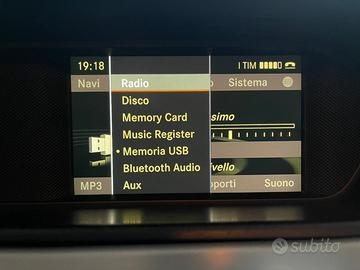 19:18
I TIM
Navi
Radio
o
Sistema
Disco
Memory Card
simo
Music Register
• Memoria USB
Bluetooth Audio
ivello
MP3
Aux
porti
Suono
subito